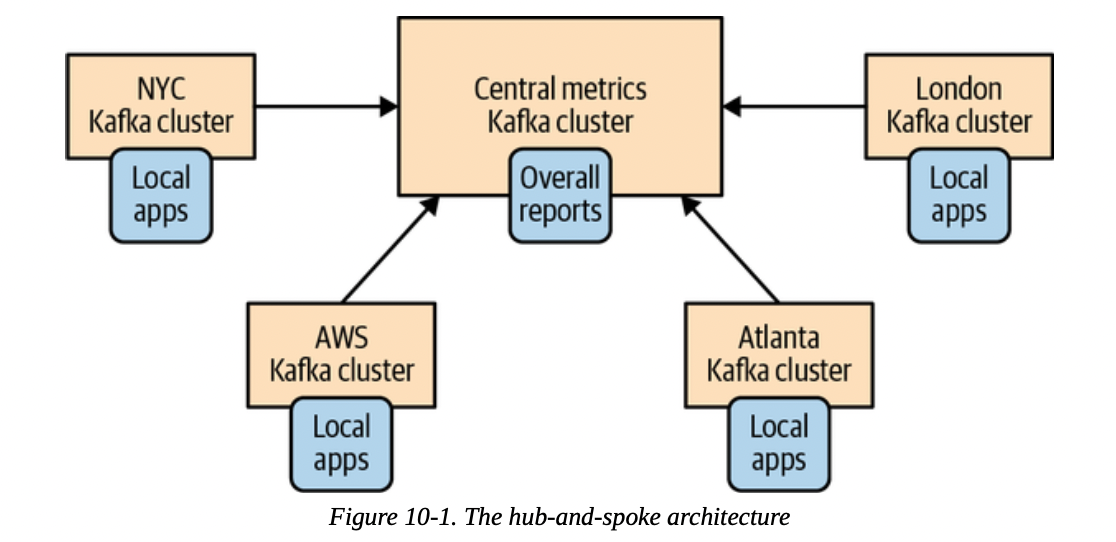 NYC
Kafka cluster
Local
apps
Central metrics
Kafka cluster
Overall
reports
London
Kafka cluster
Local
apps
AWS
Kafka cluster
Local
apps
Atlanta
Kafka cluster
Local
apps
Figure 10-1. The hub-and-spoke architecture